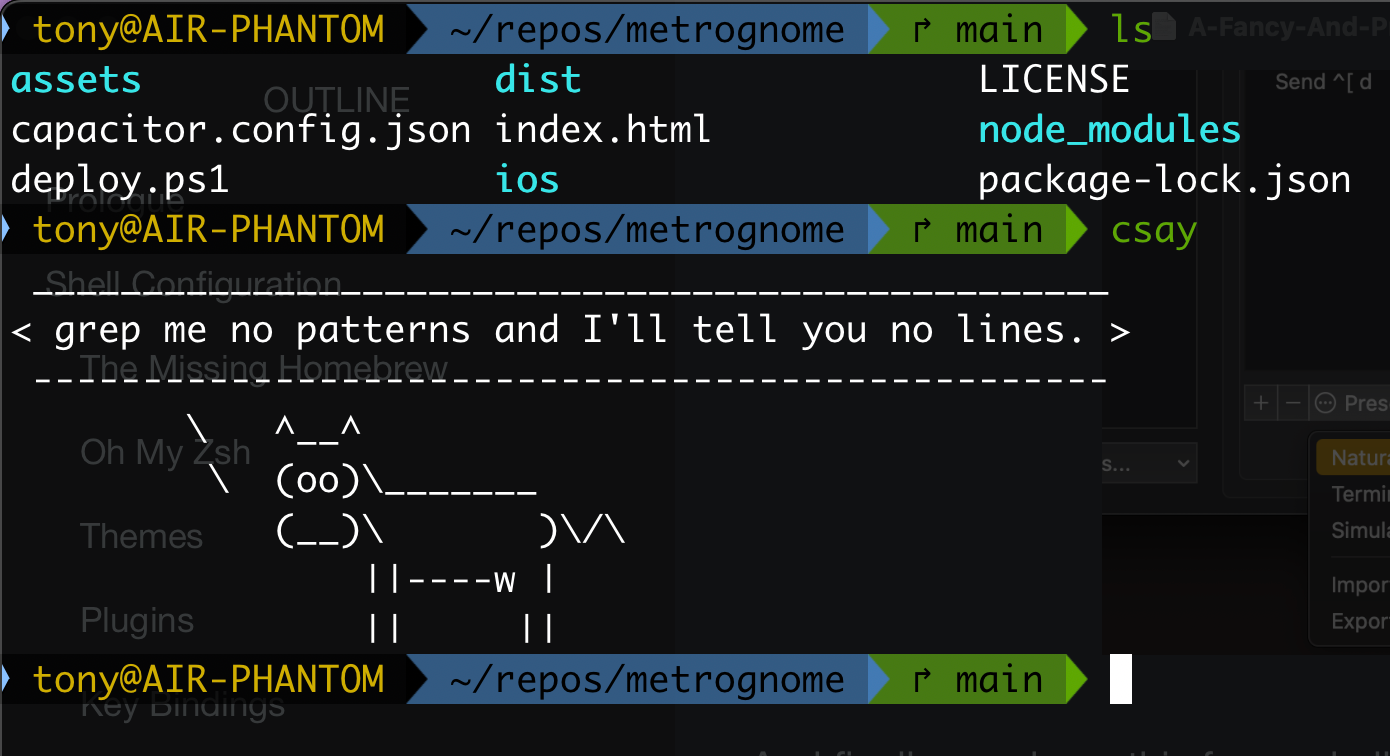 tony@AIR-PHANTOM ~/repos/metrognome ↱ main ls
A-Fancy-And-P
Send ^[ d
assets dist LICENSE
OUTLINE
capacitor.config.json index.html node_modules
deploy.ps1 ios package-lock.json
Prologue
tony@AIR-PHANTOM ~/repos/metrognome ↱ main csay
Shell Configuration
_________________________________________________
< grep me no patterns and I'll tell you no lines. >
The Missing Homebrew
-------------------------------------------------
+ − Pres
        \   ^__^
Oh My Zsh
s...
Natura
         \  (oo)\_______
Termi
            (__)\       )\/\
Themes
Simula
                ||----w |
Impor
                ||     ||
Plugins
Expor
tony@AIR-PHANTOM ~/repos/metrognome ↱ main
Key Bindings